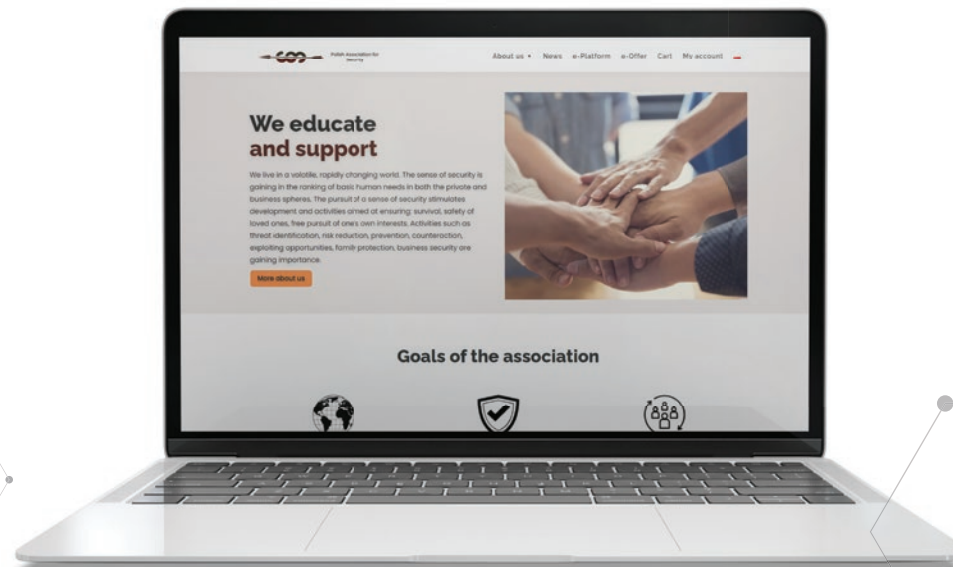 Polish Association for
Security
About us News e-Platform e-Offer Cart My account
We educate
and support
We live in a volatile, rapidly changing world. The sense of security is
gaining in the ranking of basic human needs in both the private and
business spheres. The pursuit of a sense of security stimulates
development and activities aimed at ensuring: survival, safety of
loved ones, free pursuit of one's own interests. Activities such as
threat identification, risk reduction, prevention, counteraction,
exploiting opportunities, family protection, business security are
gaining importance.
More about us
Goals of the association